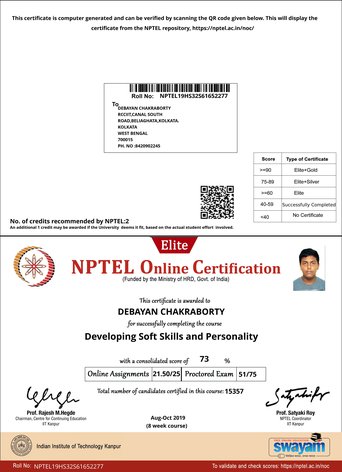 This certificate is computer generated and can be verified by scanning the QR code given below. This will display the
certificate from the NPTEL repository, https://nptel.ac.in/noc/
Roll No: NPTEL19HS32S61652277
To
DEBAYAN CHAKRABORTY
RCCIIT,CANAL SOUTH
ROAD,BELIAGHATA,KOLKATA.
KOLKATA
WEST BENGAL
700015
PH. NO :8420902245
Score Type of Certificate
>=90 Elite+Gold
75-89 Elite+Silver
>=60 Elite
40-59 Successfully Completed
<40 No Certificate
No. of credits recommended by NPTEL:2
An additional 1 credit may be awarded if the University deems it fit, based on the actual student effort involved.
Elite
NPTEL Online Certification
(Funded by the Ministry of HRD, Govt. of India)
This certificate is awarded to
DEBAYAN CHAKRABORTY
for successfully completing the course
Developing Soft Skills and Personality
with a consolidated score of 73 %
Online Assignments 21.50/25 Proctored Exam 51/75
Total number of candidates certified in this course: 15357
Prof. Rajesh M.Hegde
Chairman, Centre for Continuing Education
IIT Kanpur
Aug-Oct 2019
(8 week course)
Prof. Satyaki Roy
NPTEL Coordinator
IIT Kanpur
Indian Institute of Technology Kanpur
swayam
Roll No: NPTEL19HS32S61652277
To validate and check scores: https://nptel.ac.in/noc